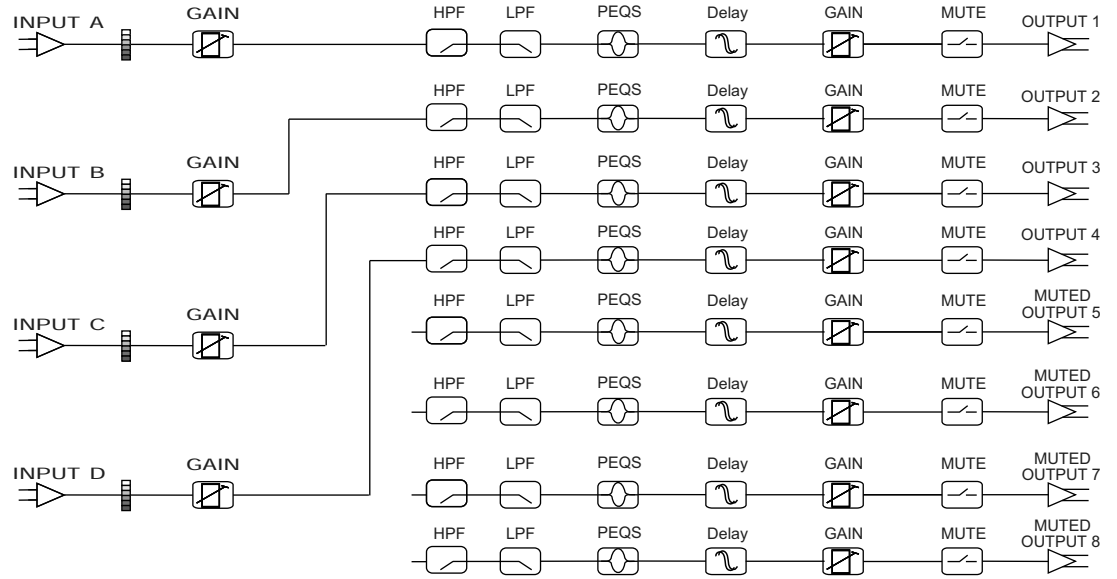 INPUT A GAIN HPF LPF PEQS Delay GAIN MUTE OUTPUT 1
HPF LPF PEQS Delay GAIN MUTE OUTPUT 2
INPUT B GAIN HPF LPF PEQS Delay GAIN MUTE OUTPUT 3
HPF LPF PEQS Delay GAIN MUTE OUTPUT 4
INPUT C GAIN HPF LPF PEQS Delay GAIN MUTE MUTED
OUTPUT 5
HPF LPF PEQS Delay GAIN MUTE MUTED
OUTPUT 6
INPUT D GAIN HPF LPF PEQS Delay GAIN MUTE MUTED
OUTPUT 7
HPF LPF PEQS Delay GAIN MUTE MUTED
OUTPUT 8